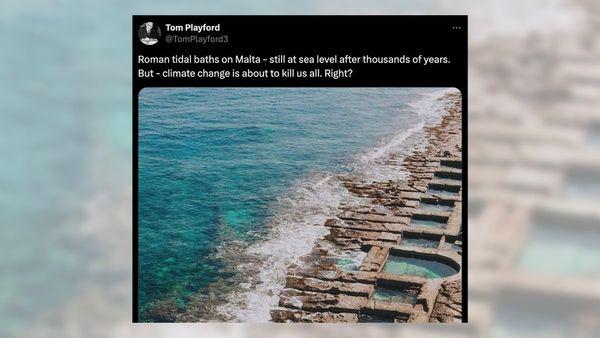 Tom Playford
@TomPlayford3
Roman tidal baths on Malta - still at sea level after thousands of years.
But - climate change is about to kill us all. Right?